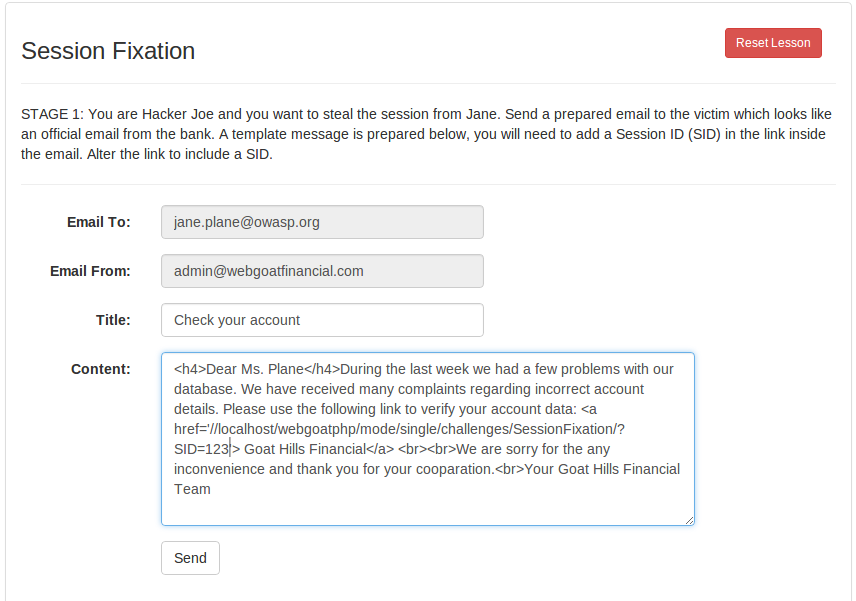 Session Fixation
Reset Lesson
STAGE 1: You are Hacker Joe and you want to steal the session from Jane. Send a prepared email to the victim which looks like
an official email from the bank. A template message is prepared below, you will need to add a Session ID (SID) in the link inside
the email. Alter the link to include a SID.
Email To:
jane.plane@owasp.org
Email From:
admin@webgoatfinancial.com
Title:
Check your account
Content:
<h4>Dear Ms. Plane</h4>During the last week we had a few problems with our
database. We have received many complaints regarding incorrect account
details. Please use the following link to verify your account data: <a
href='//localhost/webgoatphp/mode/single/challenges/SessionFixation/?
SID=123'> Goat Hills Financial</a> <br><br>We are sorry for the any
inconvenience and thank you for your cooparation.<br>Your Goat Hills Financial
Team
Send